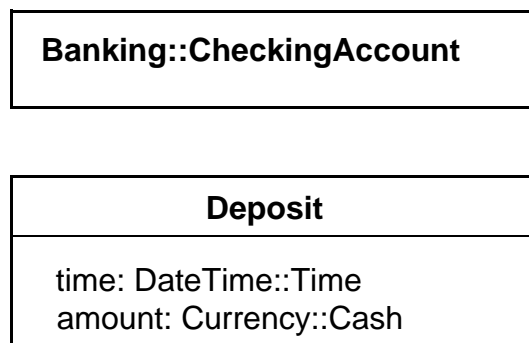 Banking::CheckingAccount
Deposit
time: DateTime::Time
amount: Currency::Cash